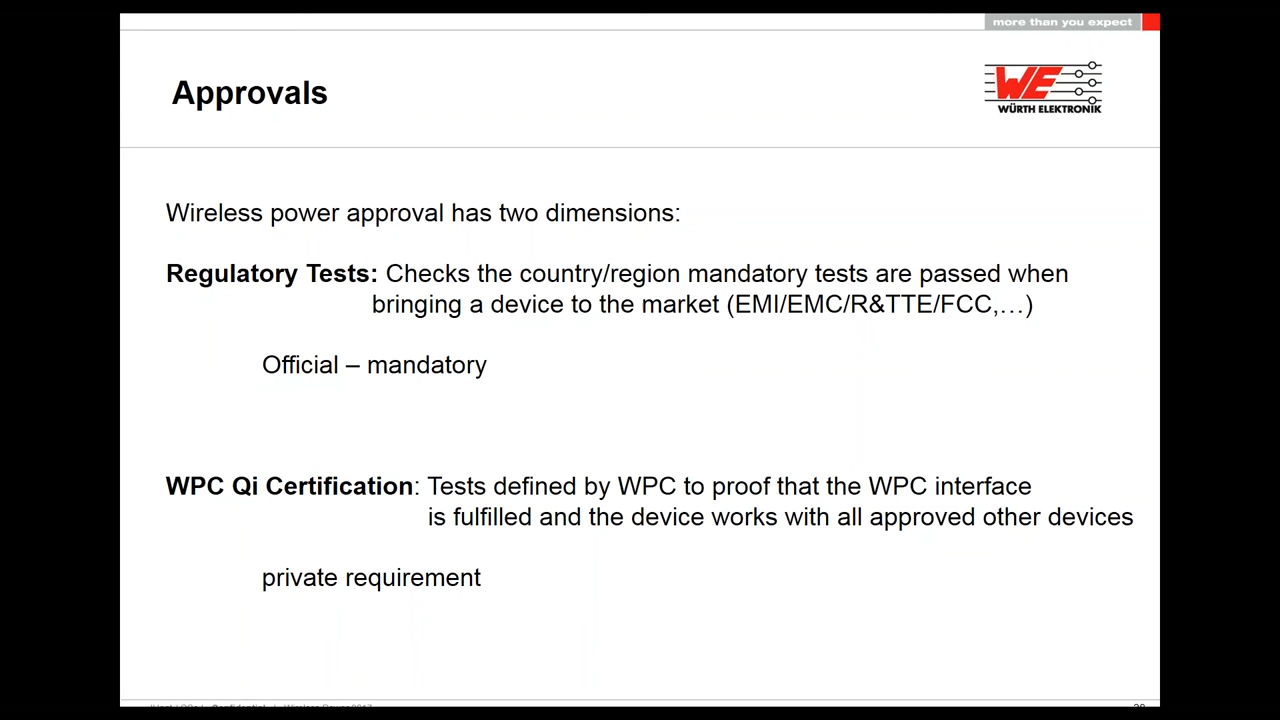 more than you expect
Approvals
WE
WÜRTH ELEKTRONIK
Wireless power approval has two dimensions:
Regulatory Tests: Checks the country/region mandatory tests are passed when
bringing a device to the market (EMI/EMC/R&TTE/FCC,…)
Official – mandatory
WPC Qi Certification: Tests defined by WPC to proof that the WPC interface
is fulfilled and the device works with all approved other devices
private requirement